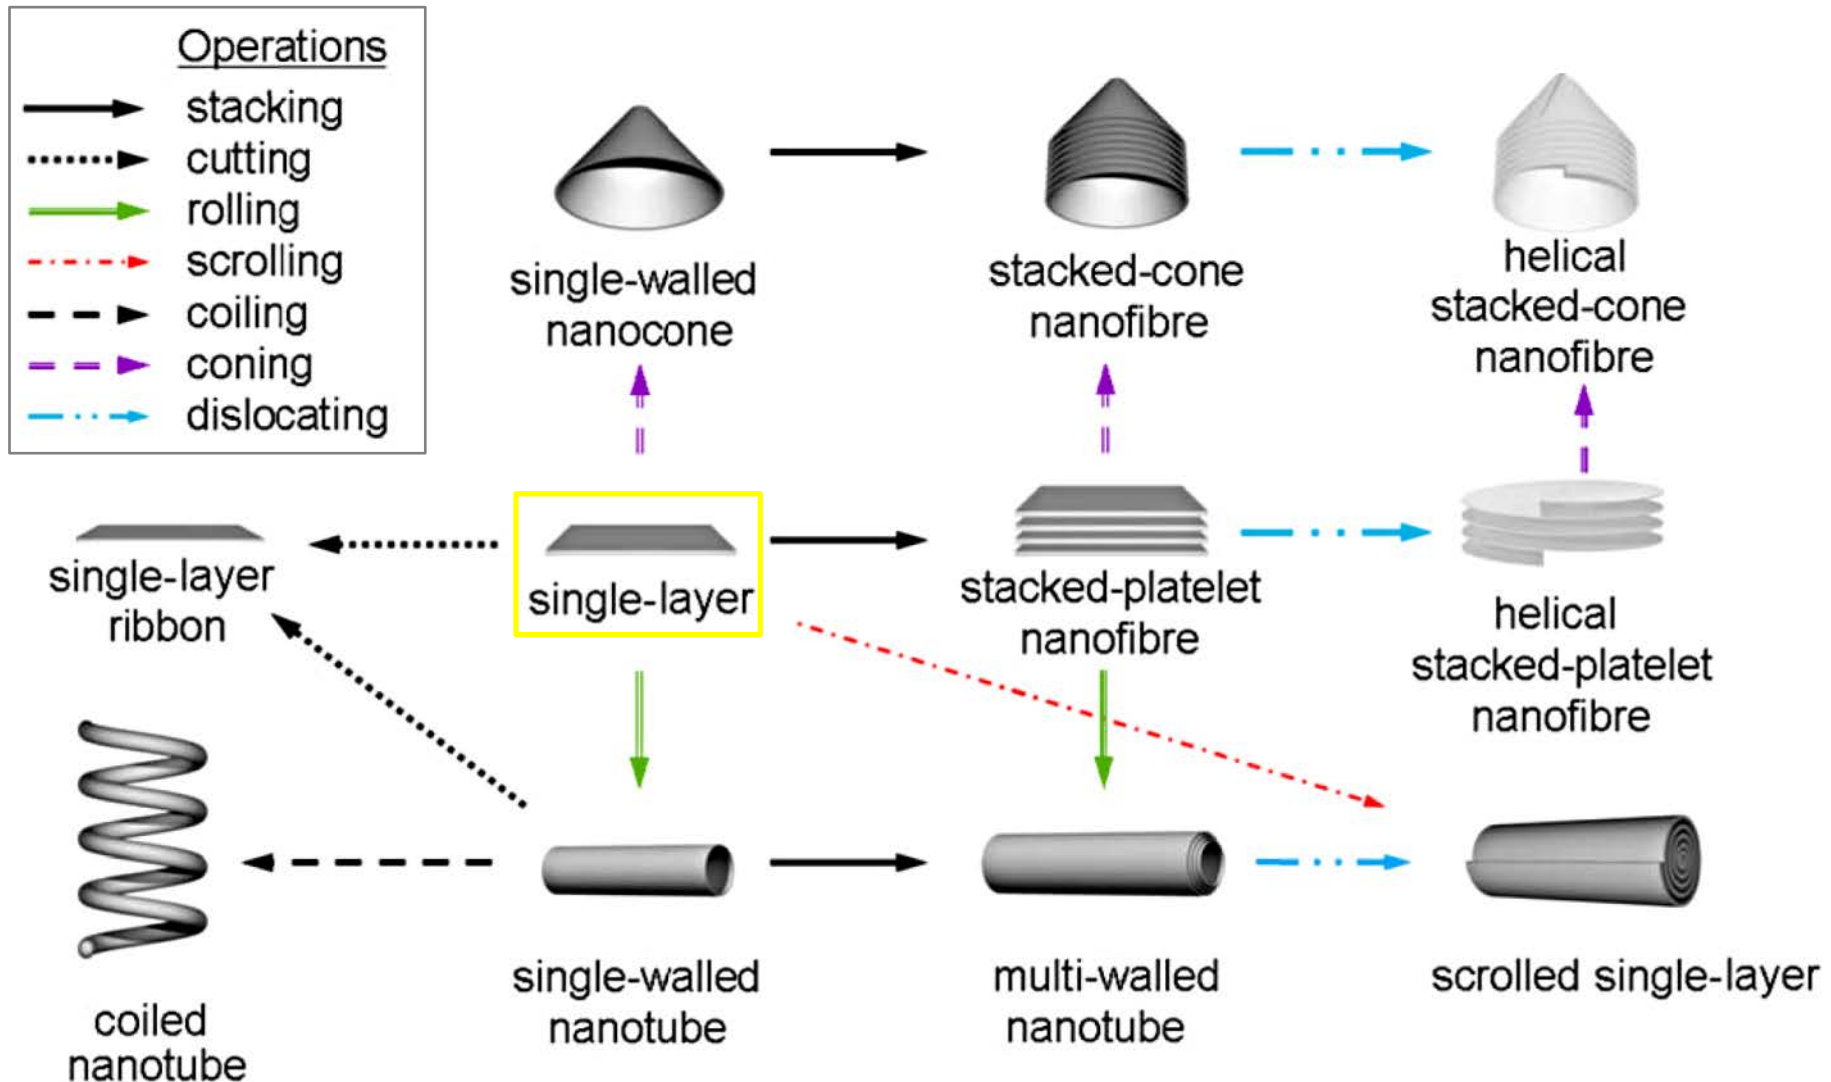 Operations
stacking
cutting
rolling
scrolling
coiling
coning
dislocating
single-walled
nanocone
stacked-cone
nanofibre
helical
stacked-cone
nanofibre
single-layer
ribbon
single-layer
stacked-platelet
nanofibre
helical
stacked-platelet
nanofibre
coiled
nanotube
single-walled
nanotube
multi-walled
nanotube
scrolled single-layer